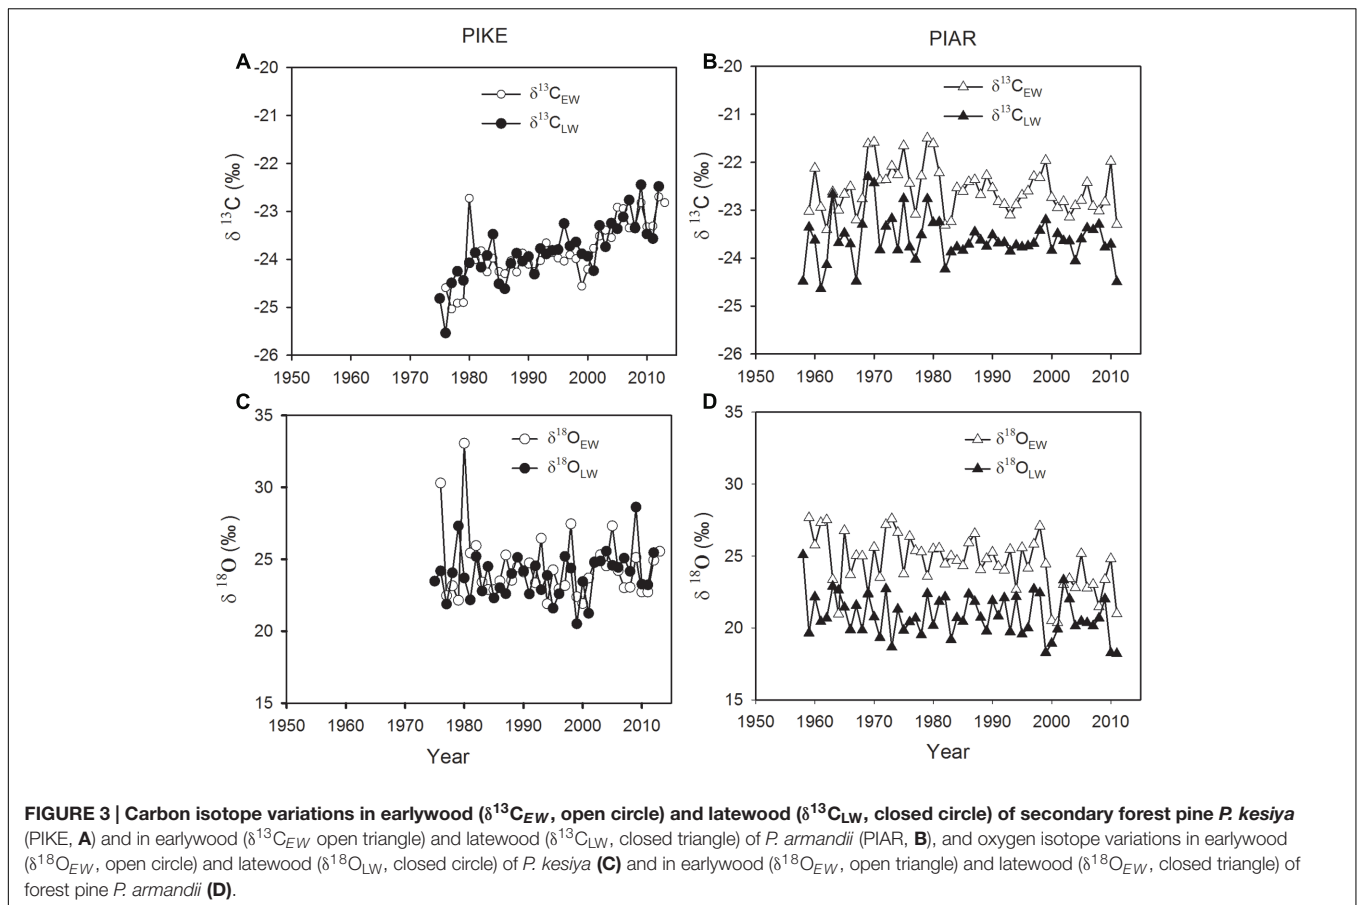 PIKE
PIAR
A
-20
-21
-22
-23
-24
-25
-26
δ 13C (‰)
δ13CEW
δ13CLW
1950 1960 1970 1980 1990 2000 2010
B
-20
-21
-22
-23
-24
-25
-26
δ 13C (‰)
δ13CEW
δ13CLW
1950 1960 1970 1980 1990 2000 2010
C
35
30
25
20
15
δ 18O (‰)
δ18OEW
δ18OLW
1950 1960 1970 1980 1990 2000 2010
Year
D
35
30
25
20
15
δ 18O (‰)
δ18OEW
δ18OLW
1950 1960 1970 1980 1990 2000 2010
Year
FIGURE 3 | Carbon isotope variations in earlywood (δ13CEW, open circle) and latewood (δ13CLW, closed circle) of secondary forest pine P. kesiya
(PIKE, A) and in earlywood (δ13CEW open triangle) and latewood (δ13CLW, closed triangle) of P. armandii (PIAR, B), and oxygen isotope variations in earlywood
(δ18OEW, open circle) and latewood (δ18OLW, closed circle) of P. kesiya (C) and in earlywood (δ18OEW, open triangle) and latewood (δ18OEW, closed triangle) of
forest pine P. armandii (D).